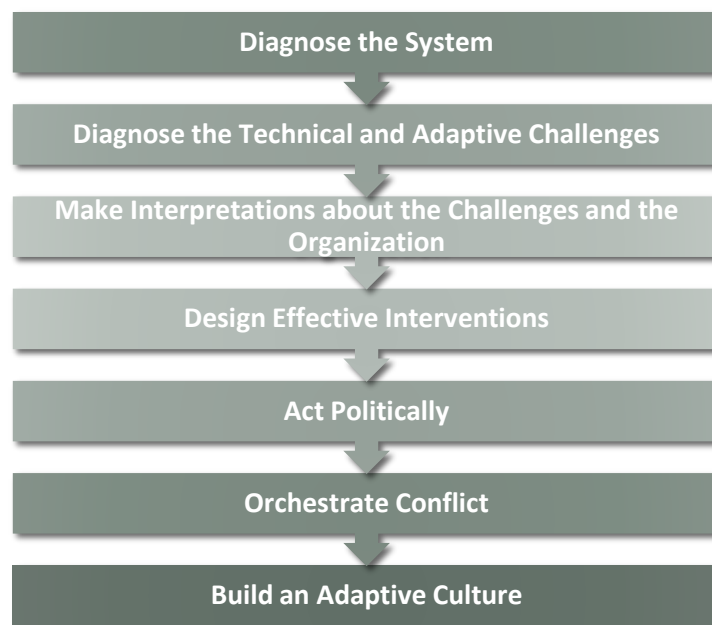 Diagnose the System
Diagnose the Technical and Adaptive Challenges
Make Interpretations about the Challenges and the
Organization
Design Effective Interventions
Act Politically
Orchestrate Conflict
Build an Adaptive Culture